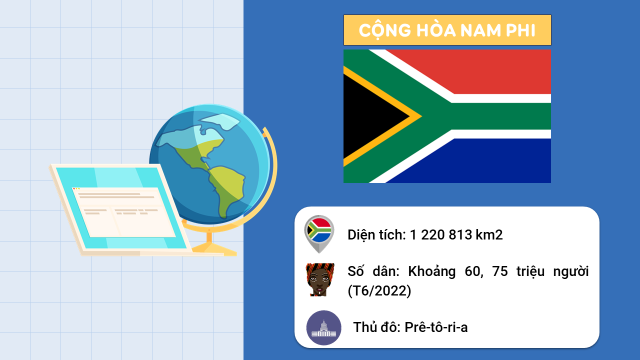 CỘNG HÒA NAM PHI
Diện tích: 1 220 813 km2
Số dân: Khoảng 60, 75 triệu người
(T6/2022)
Thủ đô: Prê-tô-ri-a